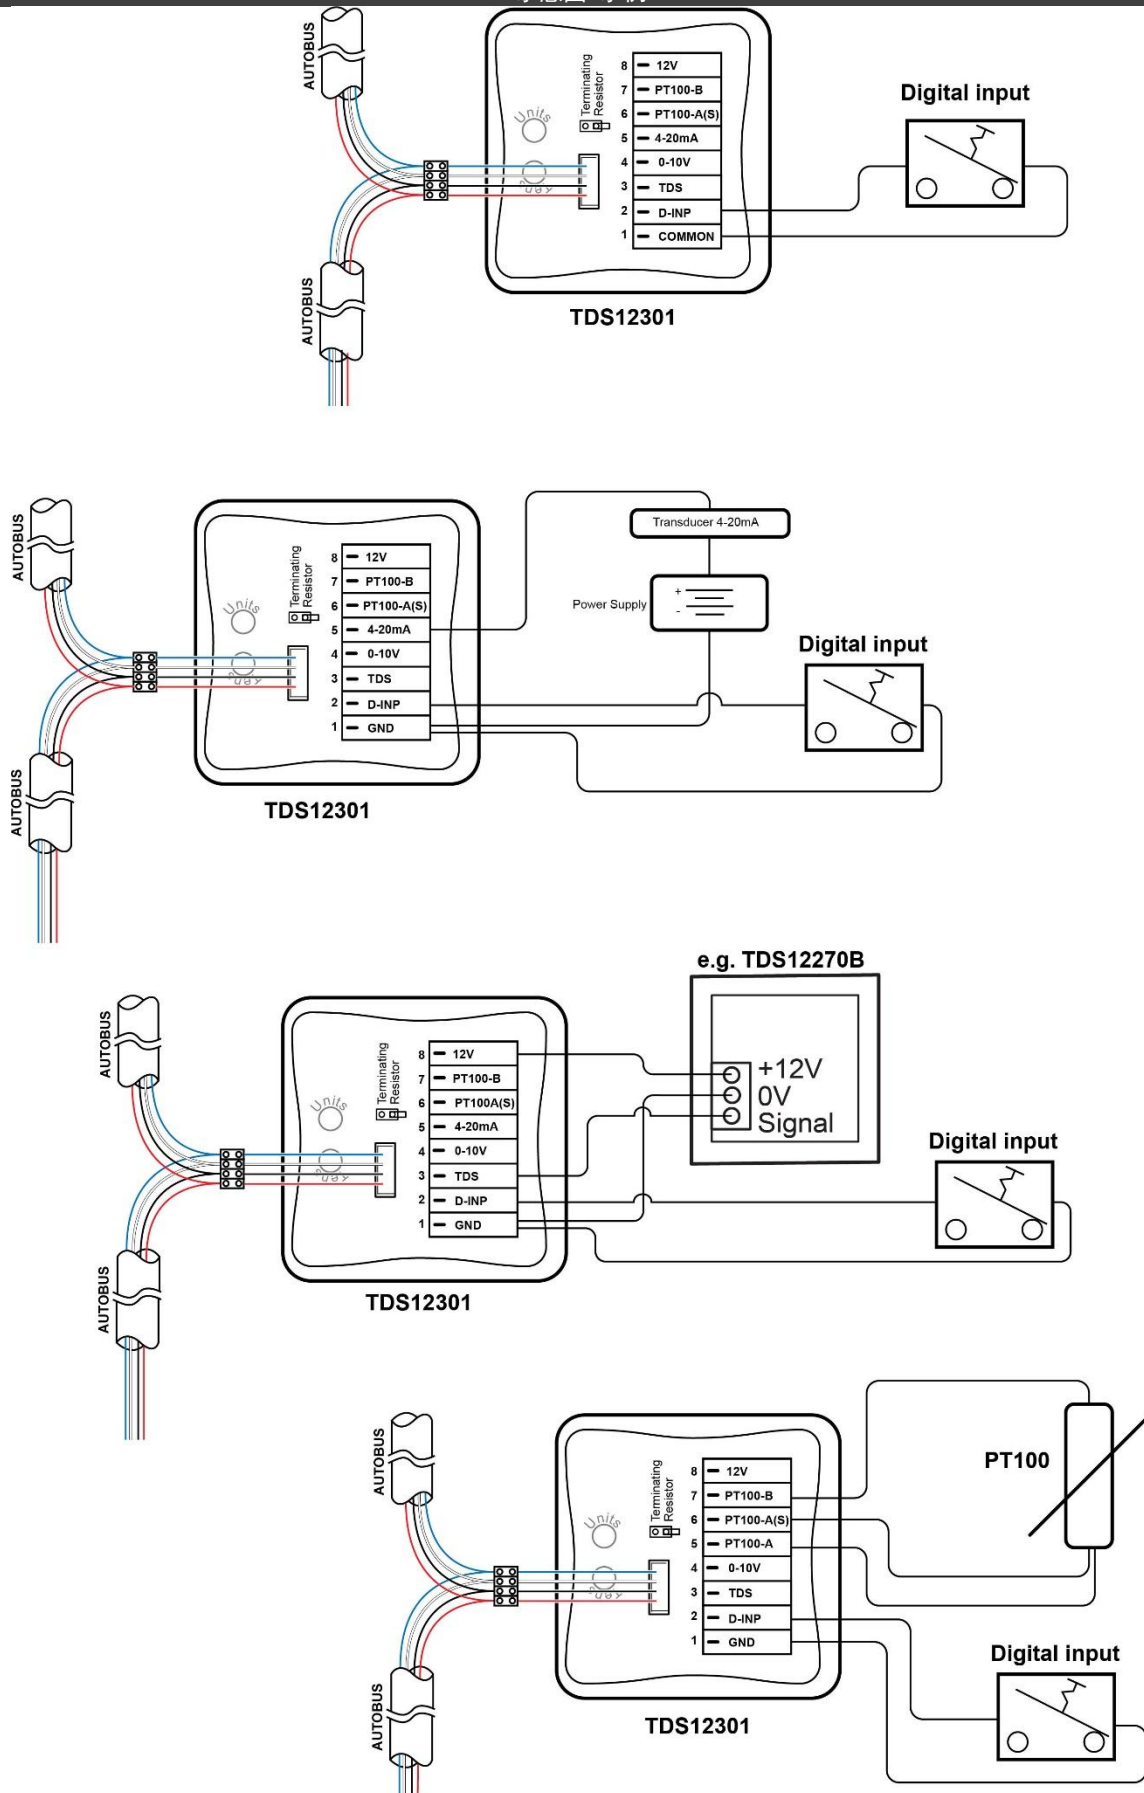 AUTOBUS
AUTOBUS
Units
Kan5
Terminating
Resistor
8 12V
7 PT100-B
6 PT100-A(S)
5 4-20mA
4 0-10V
3 TDS
2 D-INP
1 COMMON
Digital input
TDS12301
AUTOBUS
AUTOBUS
Units
Terminating
Resistor
8 12V
7 PT100-B
6 PT100-A(S)
5 4-20mA
4 0-10V
3 TDS
2 D-INP
1 GND
Transducer 4-20mA
Power Supply
+
-
Digital input
TDS12301
e.g. TDS12270B
AUTOBUS
AUTOBUS
Units
Terminating
Resistor
8 12V
7 PT100-B
6 PT100A(S)
5 4-20mA
4 0-10V
3 TDS
2 D-INP
1 GND
+12V
0V
Signal
Digital input
TDS12301
AUTOBUS
AUTOBUS
Units
Terminating
Resistor
8 12V
7 PT100-B
6 PT100-A(S)
5 PT100-A
4 0-10V
3 TDS
2 D-INP
1 GND
PT100
Digital input
TDS12301